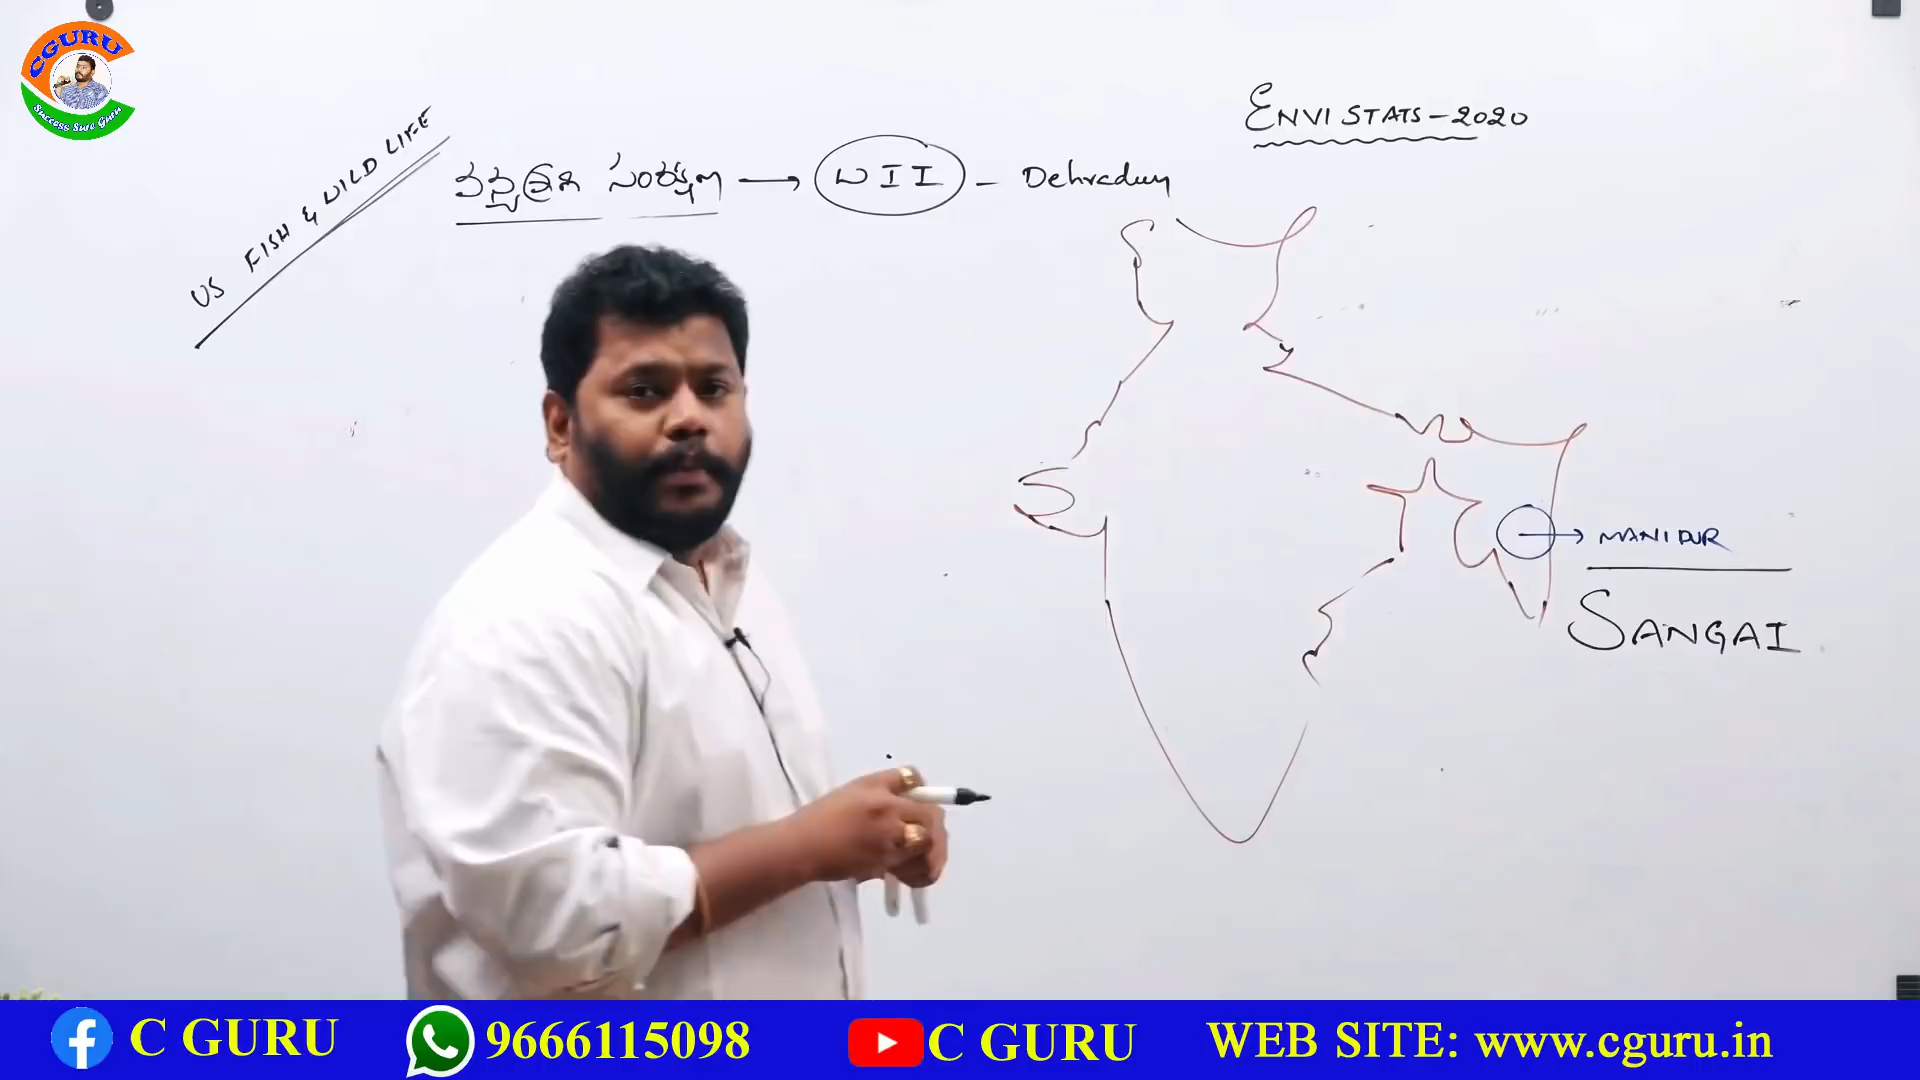 CGURU
Success Sure Guru
ENVI STATS-2020
US FISH & WILD LIFE
వన్యప్రాణి సంరక్షణ → WII - Dehradun
MANIPUR
SANGAI
C GURU
9666115098
C GURU
WEB SITE: www.cguru.in